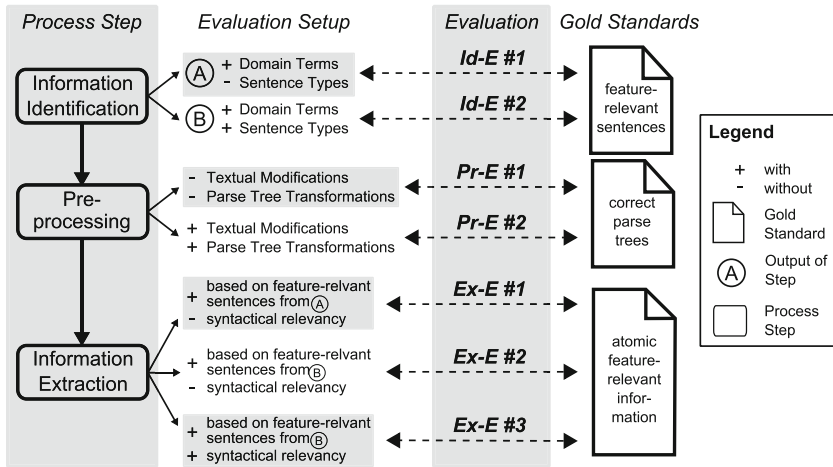 Process Step
Evaluation Setup
Evaluation
Gold Standards
Information
Identification
A
+ Domain Terms
- Sentence Types
Id-E #1
B
+ Domain Terms
+ Sentence Types
Id-E #2
feature-
relevant
sentences
Pre-
processing
- Textual Modifications
- Parse Tree Transformations
Pr-E #1
+ Textual Modifications
+ Parse Tree Transformations
Pr-E #2
correct
parse
trees
Information
Extraction
+ based on feature-relvant
sentences from A
- syntactical relevancy
Ex-E #1
+ based on feature-relvant
sentences from B
- syntactical relevancy
Ex-E #2
+ based on feature-relvant
sentences from B
+ syntactical relevancy
Ex-E #3
atomic
feature-
relevant
infor-
mation
Legend
+ with
- without
Gold
Standard
A
Output of
Step
Process
Step